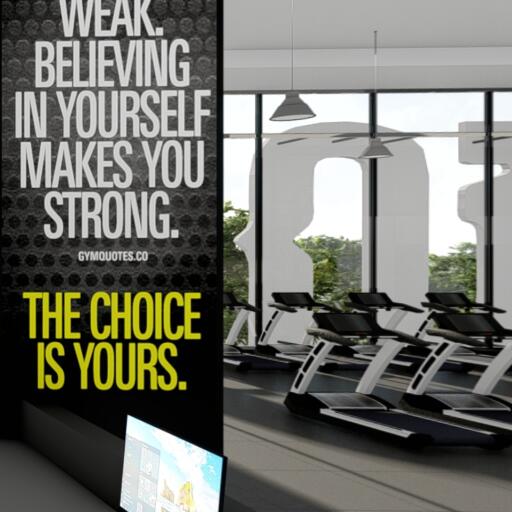 WEAK.
BELIEVING
IN YOURSELF
MAKES YOU
STRONG.
GYMQUOTES.CO
THE CHOICE
IS YOURS.